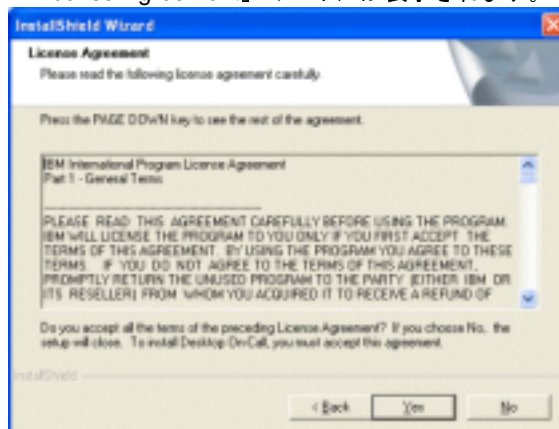 InstallShield Wizard
License Agreement
Please read the following license agreement carefully.
Press the PAGE DOWN key to see the rest of the agreement.
IBM International Program License Agreement
Part 1 - General Terms
PLEASE READ THIS AGREEMENT CAREFULLY BEFORE USING THE PROGRAM.
IBM WILL LICENSE THE PROGRAM TO YOU ONLY IF YOU FIRST ACCEPT THE
TERMS OF THIS AGREEMENT. BY USING THE PROGRAM YOU AGREE TO THESE
TERMS. IF YOU DO NOT AGREE TO THE TERMS OF THIS AGREEMENT,
PROMPTLY RETURN THE UNUSED PROGRAM TO THE PARTY (EITHER IBM OR
ITS RESELLER) FROM WHOM YOU ACQUIRED IT TO RECEIVE A REFUND OF
Do you accept all the terms of the preceding License Agreement? If you choose No, the
setup will close. To install Desktop On-Call, you must accept this agreement.
InstallShield
< Back Yes No